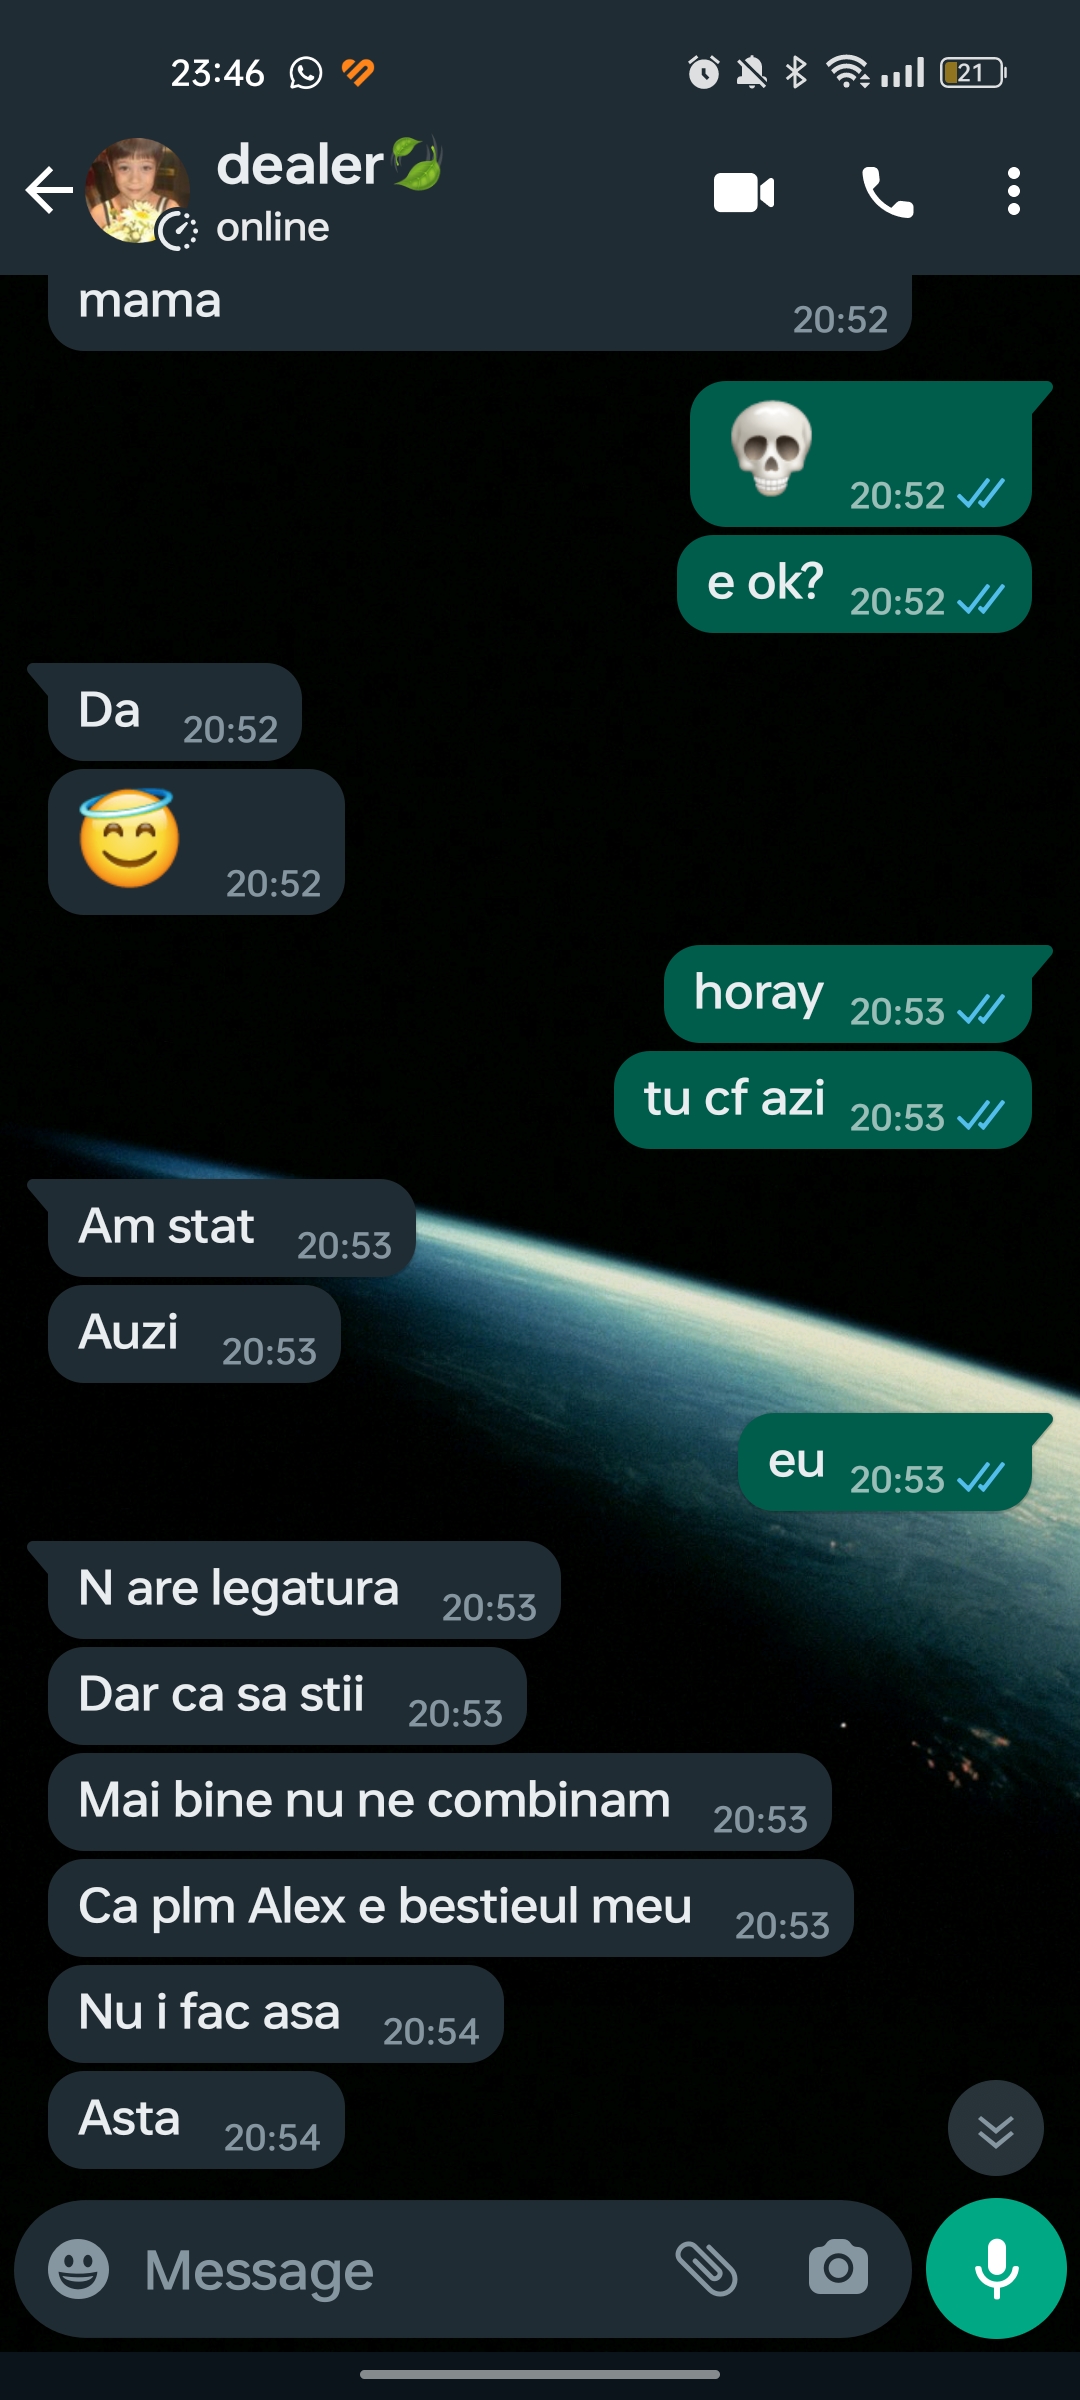 23:46
21
dealer🍃
online
mama
20:52
💀
20:52
e ok?
20:52
Da
20:52
😇
20:52
horay
20:53
tu cf azi
20:53
Am stat
20:53
Auzi
20:53
eu
20:53
N are legatura
20:53
Dar ca sa stii
20:53
Mai bine nu ne combinam
20:53
Ca plm Alex e bestieul meu
20:53
Nu i fac asa
20:54
Asta
20:54
Message